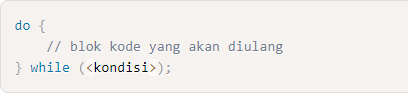 do {
    // blok kode yang akan diulang
} while (<kondisi>);